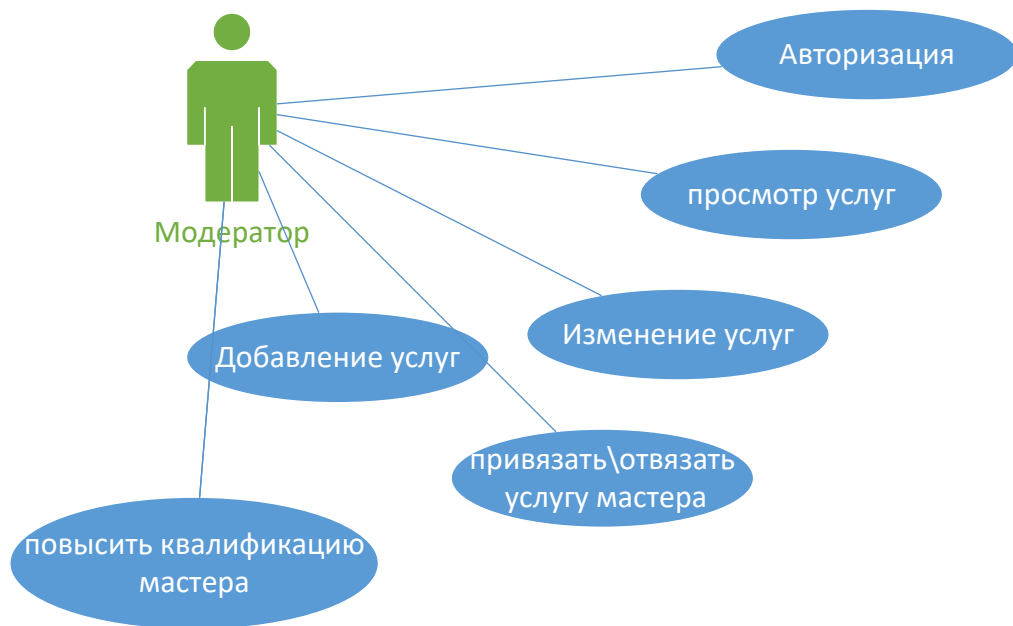 Авторизация
просмотр услуг
Модератор
Изменение услуг
Добавление услуг
привязать\отвязать
услугу мастера
повысить квалификацию
мастера